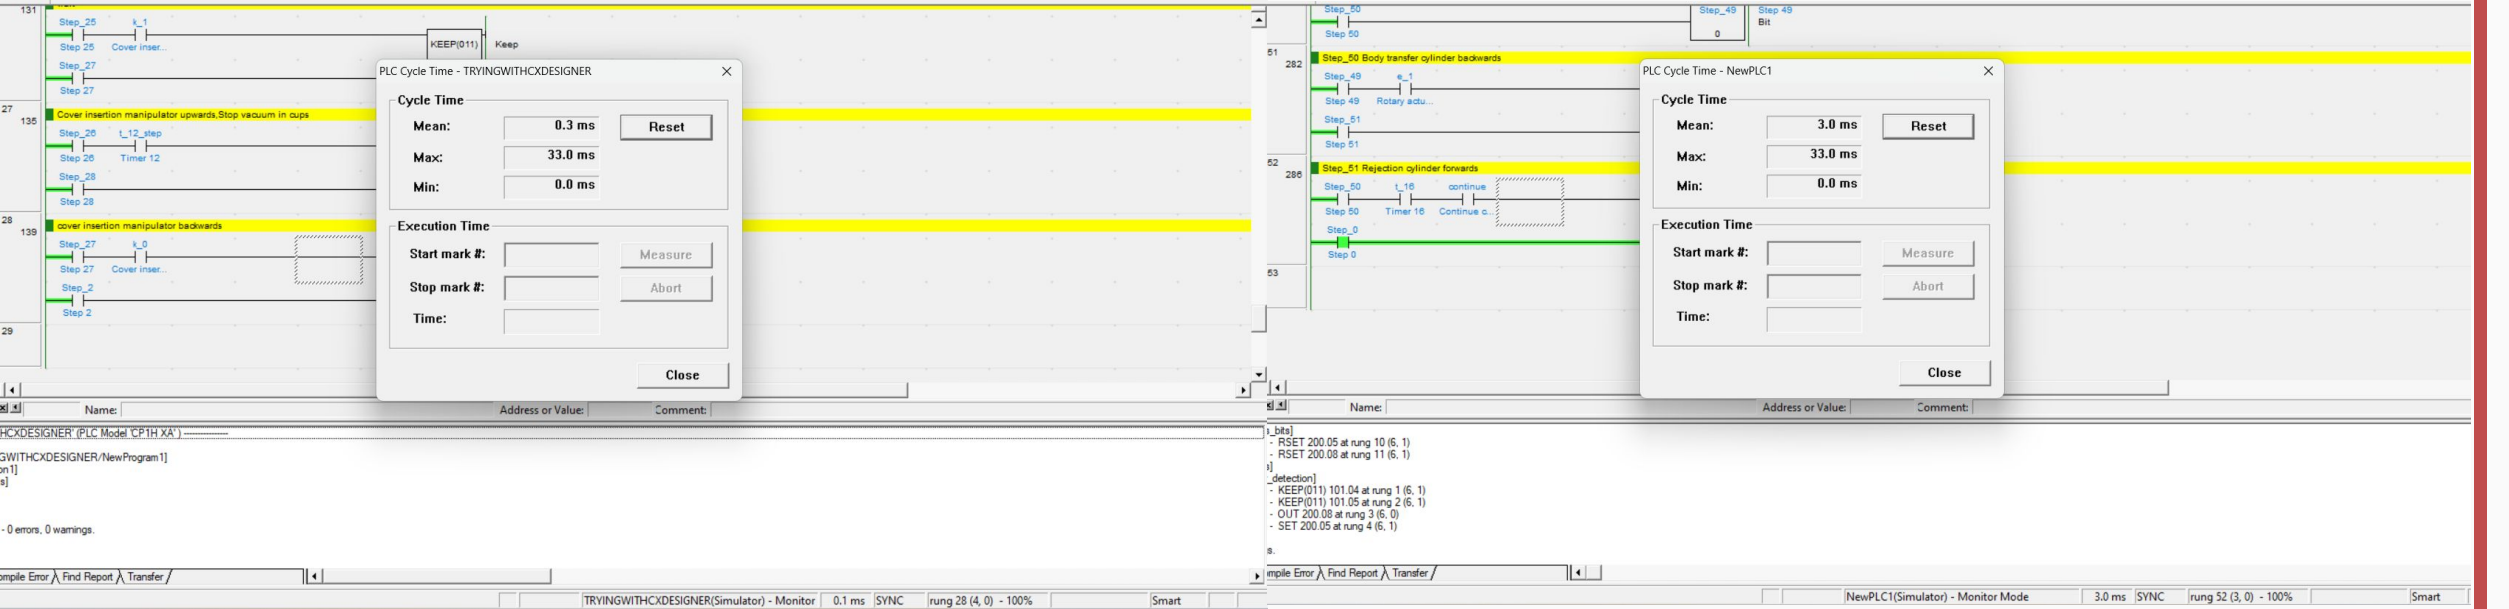 131
Step_25 k_1
Step 25 Cover inser...
KEEP(011) Keep
Step_27
Step 27
27
135
Cover insertion manipulator upwards,Stop vacuum in cups
Step_26 t_12_step
Step 26 Timer 12
Step_28
Step 28
28
139
cover insertion manipulator backwards
Step_27 k_0
Step 27 Cover inser...
Step_2
Step 2
29
PLC Cycle Time - TRYINGWITHCXDESIGNER
Cycle Time
Mean: 0.3 ms Reset
Max: 33.0 ms
Min: 0.0 ms
Execution Time
Start mark #: Measure
Stop mark #: Abort
Time:
Close
Name: Address or Value: Comment:
HCXDESIGNER' (PLC Model 'CP1H XA') ---------------
GWITHCXDESIGNER/NewProgram1]
on1]
s]
- 0 errors, 0 warnings.
ompile Error Find Report Transfer
TRYINGWITHCXDESIGNER(Simulator) - Monitor 0.1 ms SYNC rung 28 (4, 0) - 100% Smart
Step_50
Step 50
Step_49 Step 49
Bit
0
51
282
Step_50 Body transfer cylinder backwards
Step_49 e_1
Step 49 Rotary actu...
Step_51
Step 51
52
286
Step_51 Rejection cylinder forwards
Step_50 t_16 continue
Step 50 Timer 16 Continue c...
Step_0
Step 0
53
PLC Cycle Time - NewPLC1
Cycle Time
Mean: 3.0 ms Reset
Max: 33.0 ms
Min: 0.0 ms
Execution Time
Start mark #: Measure
Stop mark #: Abort
Time:
Close
Name: Address or Value: Comment:
s_bits]
- RSET 200.05 at rung 10 (6, 1)
- RSET 200.08 at rung 11 (6, 1)
s]
_detection]
- KEEP(011) 101.04 at rung 1 (6, 1)
- KEEP(011) 101.05 at rung 2 (6, 1)
- OUT 200.08 at rung 3 (6, 0)
- SET 200.05 at rung 4 (6, 1)
s.
mpile Error Find Report Transfer
NewPLC1(Simulator) - Monitor Mode 3.0 ms SYNC rung 52 (3, 0) - 100% Smart